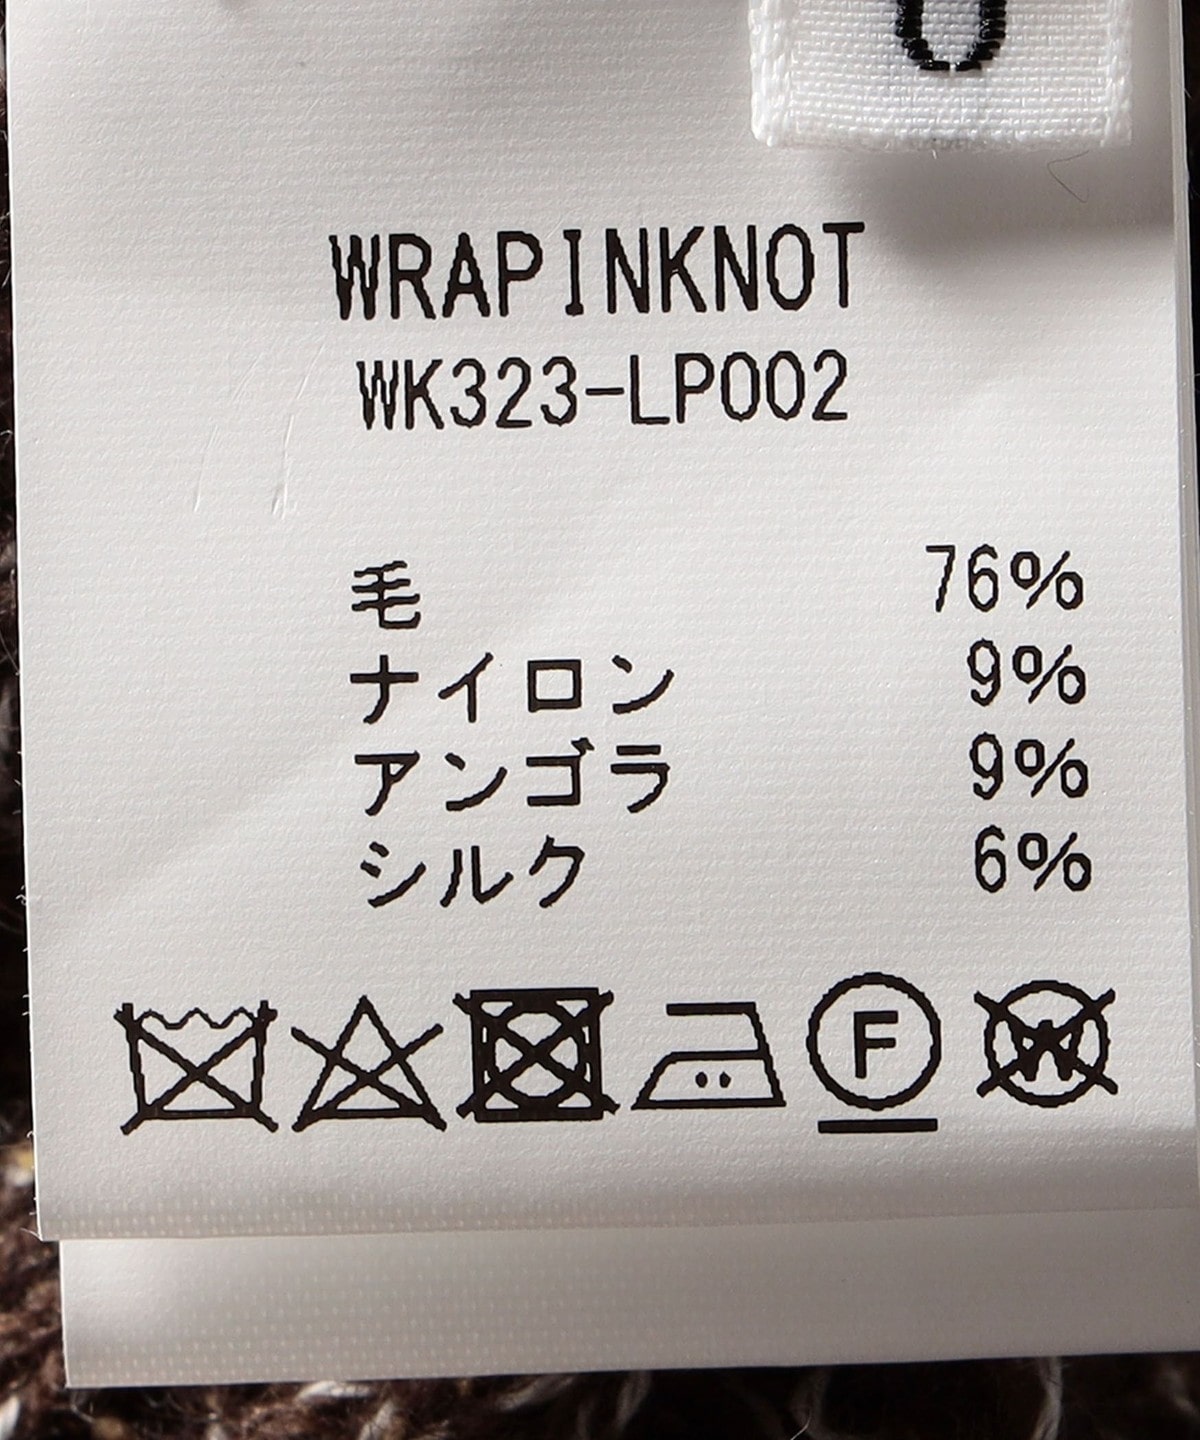 WRAPINKNOT
WK323-LP002
毛 76%
ナイロン 9%
アンゴラ 9%
シルク 6%
F W